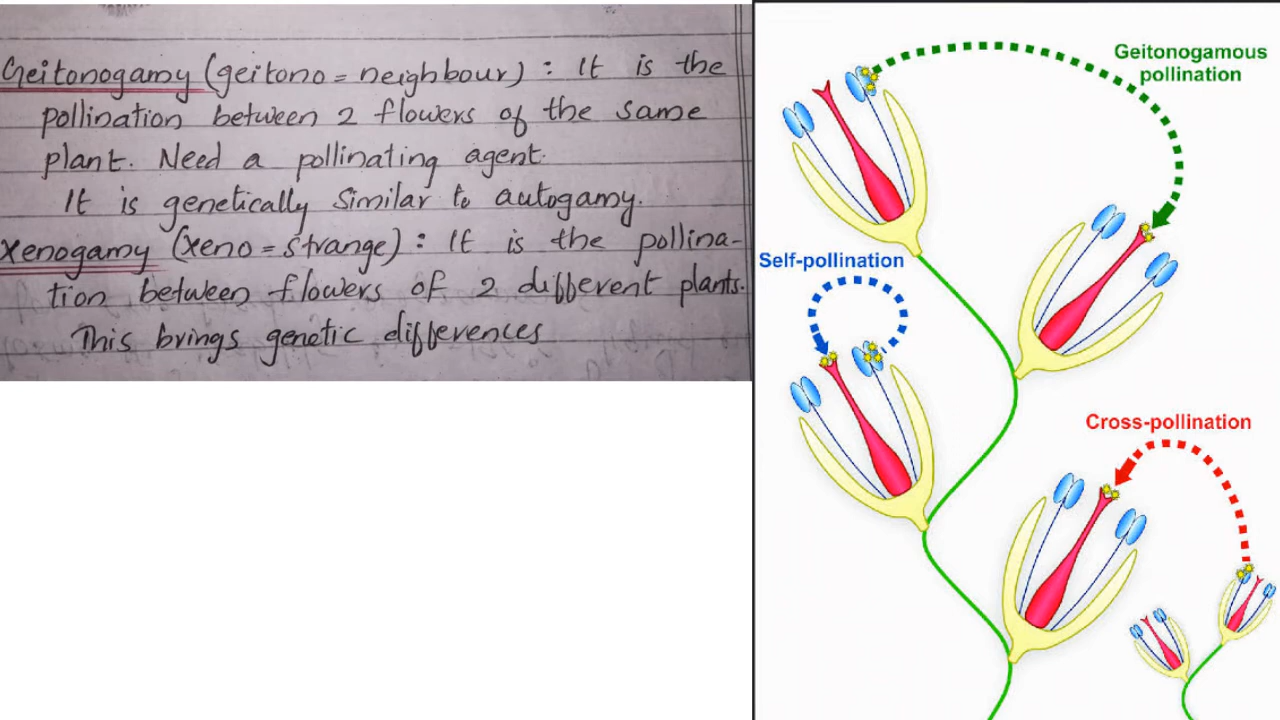 Geitonogamy (geitono = neighbour) : It is the
pollination between 2 flowers of the same
plant. Need a pollinating agent.
It is genetically similar to autogamy.
Xenogamy (xeno = strange) : It is the pollina-
tion between flowers of 2 different plants.
This brings genetic differences
Geitonogamous
pollination
Self-pollination
Cross-pollination